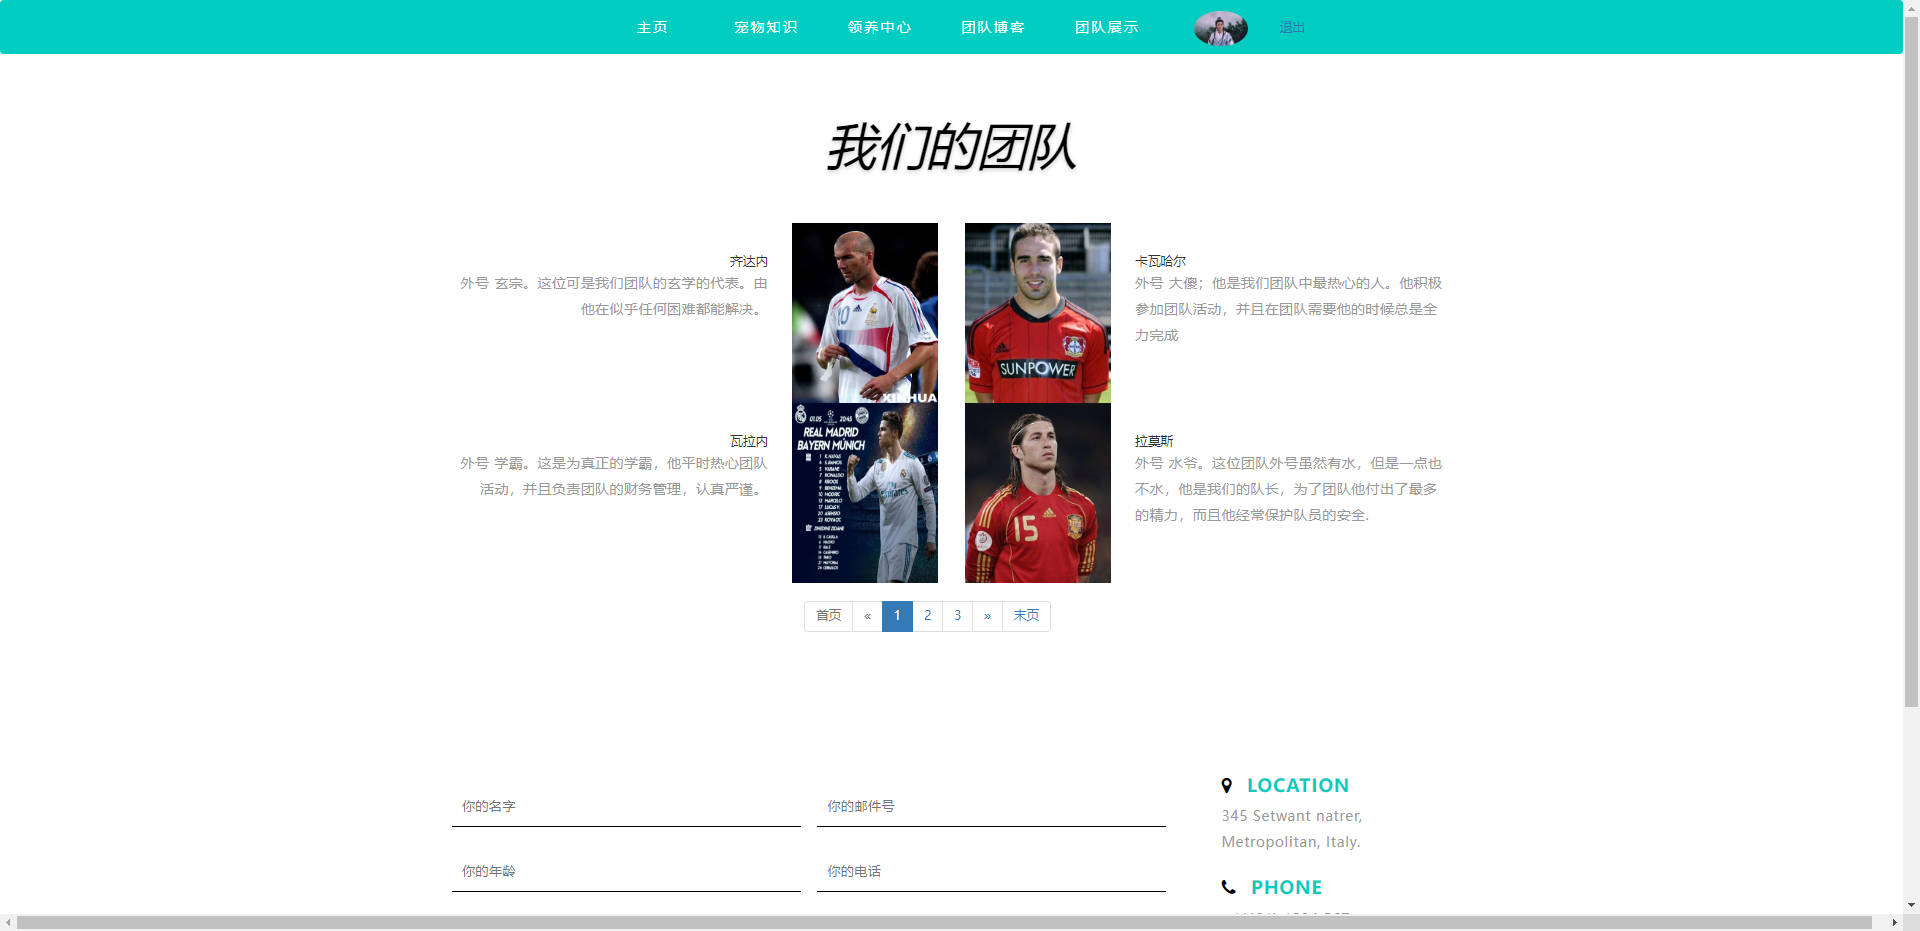 主页 宠物知识 领养中心 团队博客 团队展示 退出
我们的团队
齐达内
外号 玄宗。这位可是我们团队的玄学的代表。由
他在似乎任何困难都能解决。
10
XINHUA
卡瓦哈尔
外号 大傻；他是我们团队中最热心的人。他积极
参加团队活动，并且在团队需要他的时候总是全
力完成
SUNPOWER
瓦拉内
外号 学霸。这是为真正的学霸，他平时热心团队
活动，并且负责团队的财务管理，认真严谨。
01.05 20:45
REAL MADRID
BAYERN MÜNICH
拉莫斯
外号 水爷。这位团队外号虽然有水，但是一点也
不水，他是我们的队长，为了团队他付出了最多
的精力，而且他经常保护队员的安全.
15
首页 « 1 2 3 » 末页
你的名字 你的邮件号
你的年龄 你的电话
LOCATION
345 Setwant natrer,
Metropolitan, Italy.
PHONE